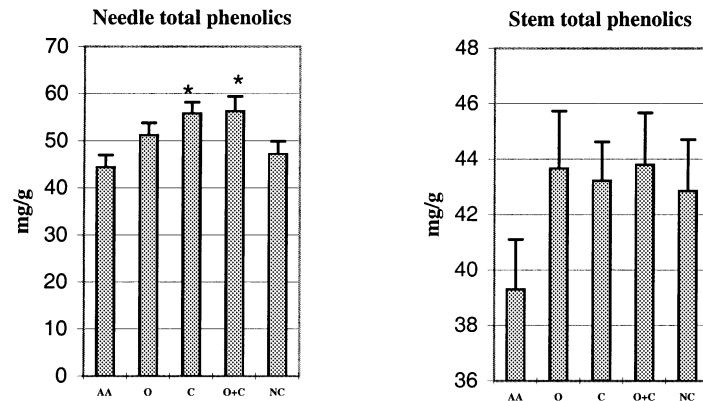 Needle total phenolics
70
60
50
40
30
20
10
0
mg/g
* *
AA O C O+C NC
Stem total phenolics
48
46
44
42
40
38
36
mg/g
AA O C O+C NC